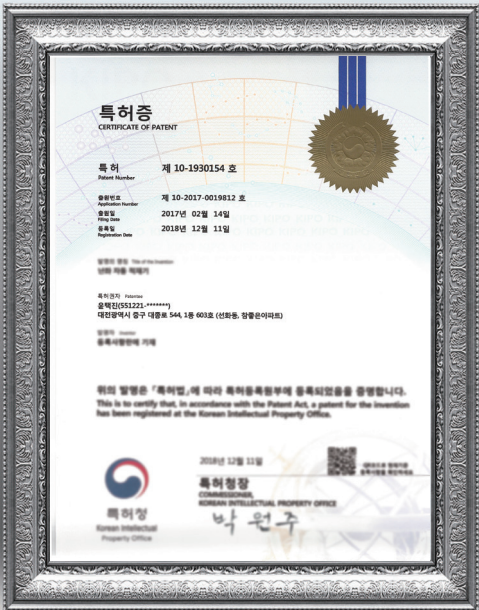 특허증
CERTIFICATE OF PATENT
특 허 제 10-1930154 호
Patent Number
출원번호 제 10-2017-0019812 호
Application Number
출원일 2017년 02월 14일
Filing Date
등록일 2018년 12월 11일
Registration Date
발명의 명칭 Title of the Invention
난좌 자동 적재기
특허권자 Patentee
윤택진(551221-*******)
대전광역시 중구 대종로 544, 1동 603호 (선화동, 참좋은아파트)
발명자 Inventor
등록사항란에 기재
위의 발명은 「특허법」에 따라 특허등록원부에 등록되었음을 증명합니다.
This is to certify that, in accordance with the Patent Act, a patent for the invention
has been registered at the Korean Intellectual Property Office.
2018년 12월 11일
특허청장
COMMISSIONER,
KOREAN INTELLECTUAL PROPERTY OFFICE
박원주
특허청
Korean Intellectual
Property Office